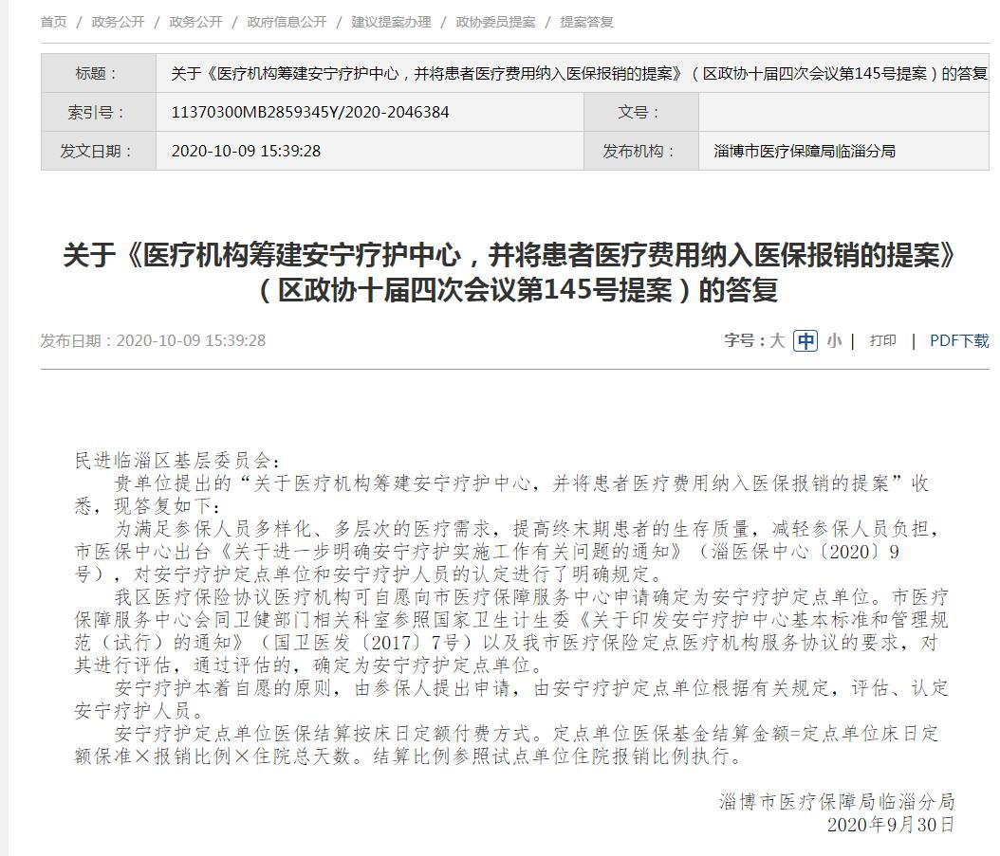 首页 / 政务公开 / 政务公开 / 政府信息公开 / 建议提案办理 / 政协委员提案 / 提案答复
标题： 关于《医疗机构筹建安宁疗护中心，并将患者医疗费用纳入医保报销的提案》（区政协十届四次会议第145号提案）的答复
索引号： 11370300MB2859345Y/2020-2046384 文号：
发文日期： 2020-10-09 15:39:28 发布机构： 淄博市医疗保障局临淄分局
关于《医疗机构筹建安宁疗护中心，并将患者医疗费用纳入医保报销的提案》
（区政协十届四次会议第145号提案）的答复
发布日期：2020-10-09 15:39:28 字号：大 中 小 | 打印 | PDF下载
民进临淄区基层委员会：
贵单位提出的“关于医疗机构筹建安宁疗护中心，并将患者医疗费用纳入医保报销的提案”收
悉，现答复如下：
为满足参保人员多样化、多层次的医疗需求，提高终末期患者的生存质量，减轻参保人员负担，
市医保中心出台《关于进一步明确安宁疗护实施工作有关问题的通知》（淄医保中心〔2020〕9
号），对安宁疗护定点单位和安宁疗护人员的认定进行了明确规定。
我区医疗保险协议医疗机构可自愿向市医疗保障服务中心申请确定为安宁疗护定点单位。市医疗
保障服务中心会同卫健部门相关科室参照国家卫生计生委《关于印发安宁疗护中心基本标准和管理规
范（试行）的通知》（国卫医发〔2017〕7号）以及我市医疗保险定点医疗机构服务协议的要求，对
其进行评估，通过评估的，确定为安宁疗护定点单位。
安宁疗护本着自愿的原则，由参保人提出申请，由安宁疗护定点单位根据有关规定，评估、认定
安宁疗护人员。
安宁疗护定点单位医保结算按床日定额付费方式。定点单位医保基金结算金额=定点单位床日定
额保准×报销比例×住院总天数。结算比例参照试点单位住院报销比例执行。
淄博市医疗保障局临淄分局
2020年9月30日